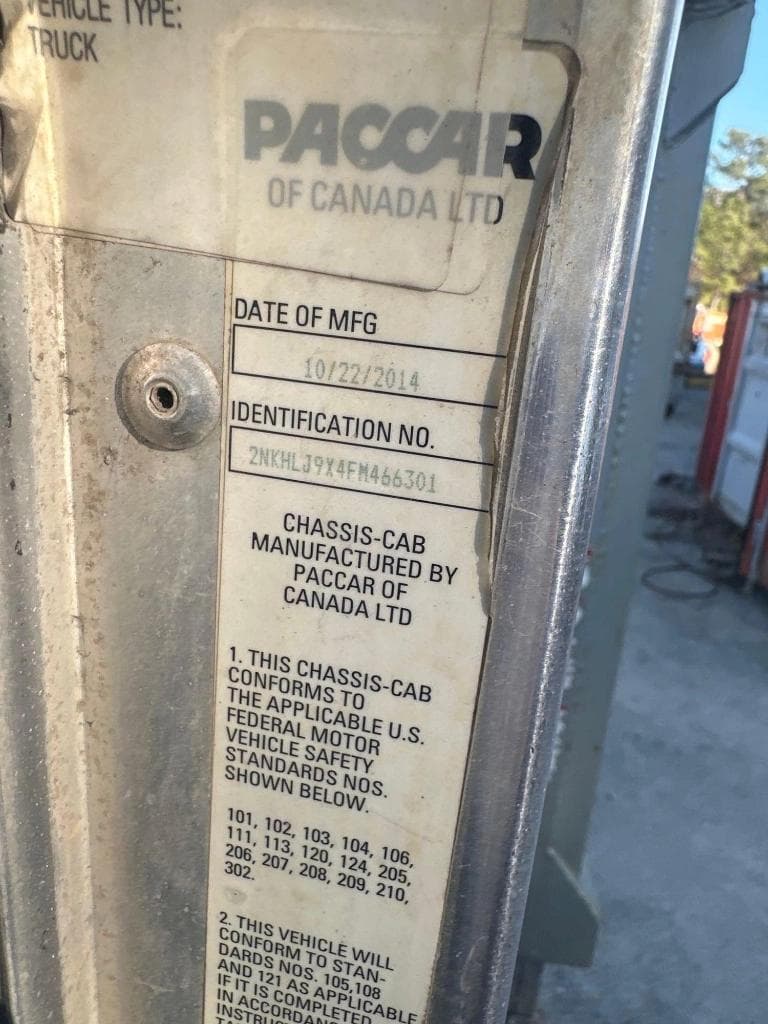 VEHICLE TYPE:
TRUCK
PACCAR
OF CANADA LTD
DATE OF MFG
10/22/2014
IDENTIFICATION NO.
2NKHLJ9X4FM466301
CHASSIS-CAB
MANUFACTURED BY
PACCAR OF
CANADA LTD
1. THIS CHASSIS-CAB
CONFORMS TO
THE APPLICABLE U.S.
FEDERAL MOTOR
VEHICLE SAFETY
STANDARDS NOS.
SHOWN BELOW.
101, 102, 103, 104, 106,
111, 113, 120, 124, 205,
206, 207, 208, 209, 210,
302.
2. THIS VEHICLE WILL
CONFORM TO STAN-
DARDS NOS. 105,108
AND 121 AS APPLICABLE
IF IT IS COMPLETED
IN ACCORDANC
INSTRUC